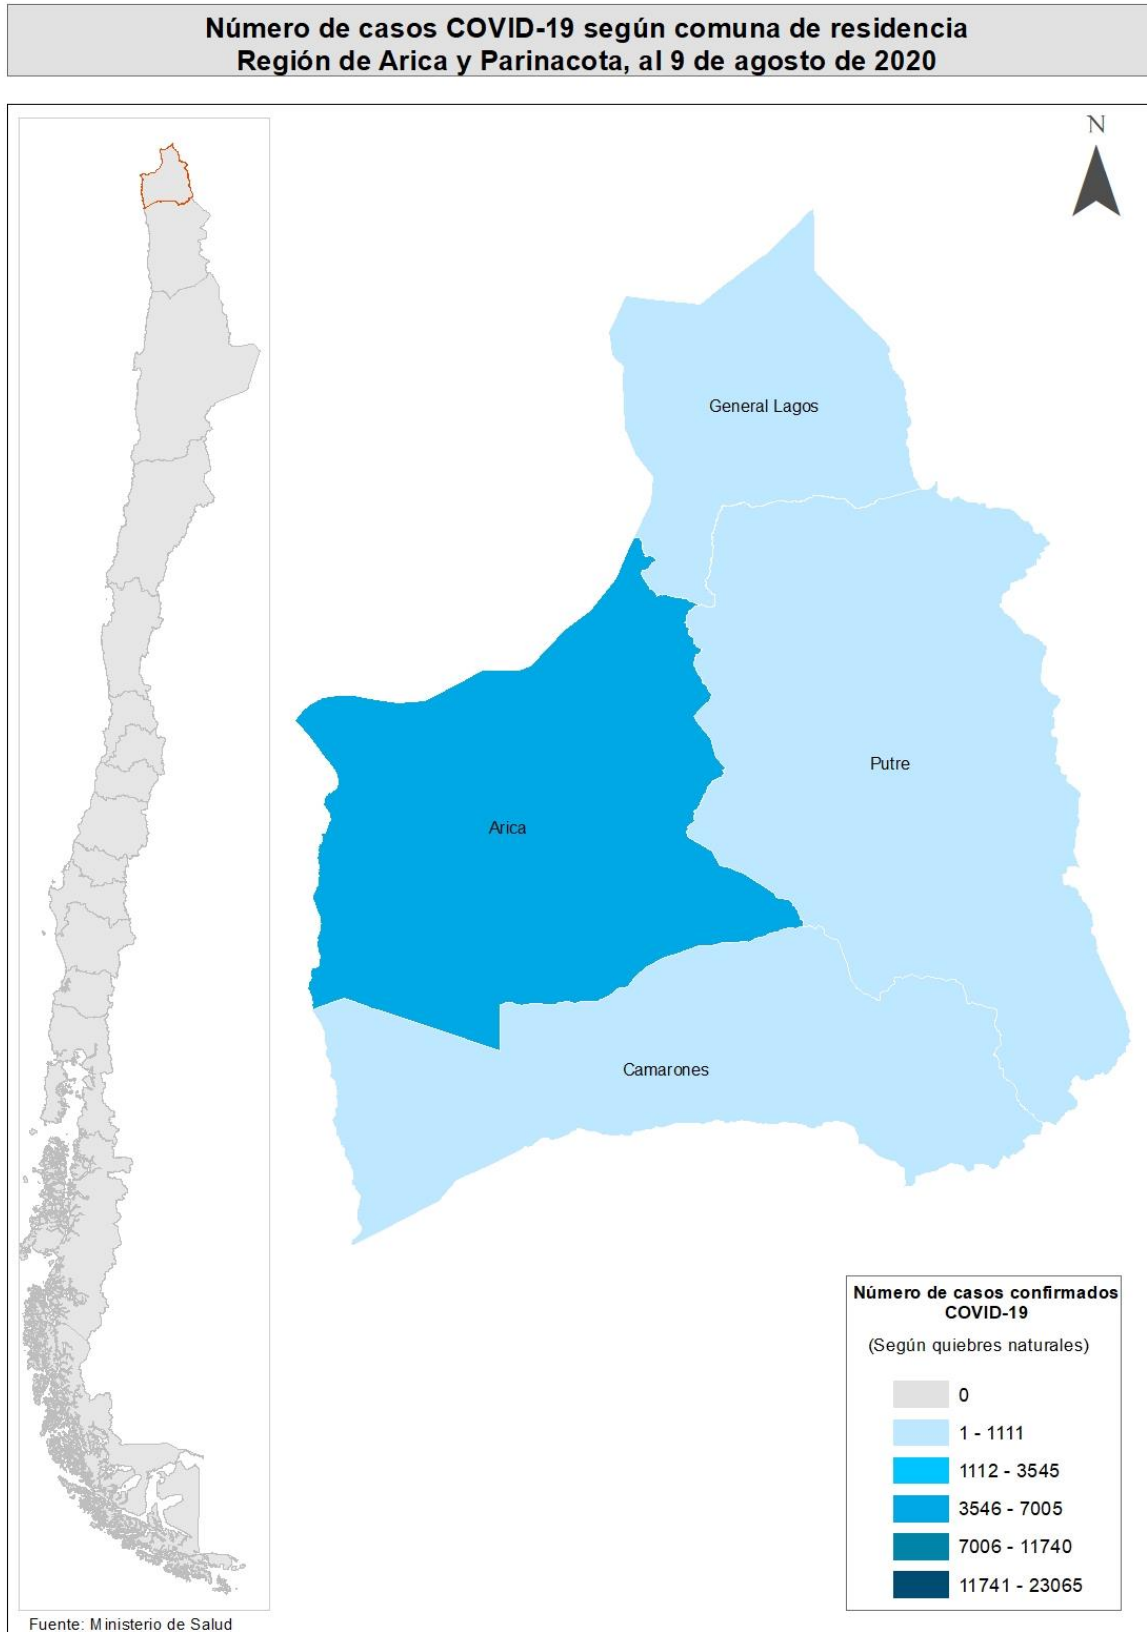 Número de casos COVID-19 según comuna de residencia
Región de Arica y Parinacota, al 9 de agosto de 2020
N
General Lagos
Putre
Arica
Camarones
Número de casos confirmados
COVID-19
(Según quiebres naturales)
0
1 - 1111
1112 - 3545
3546 - 7005
7006 - 11740
11741 - 23065
Fuente: Ministerio de Salud